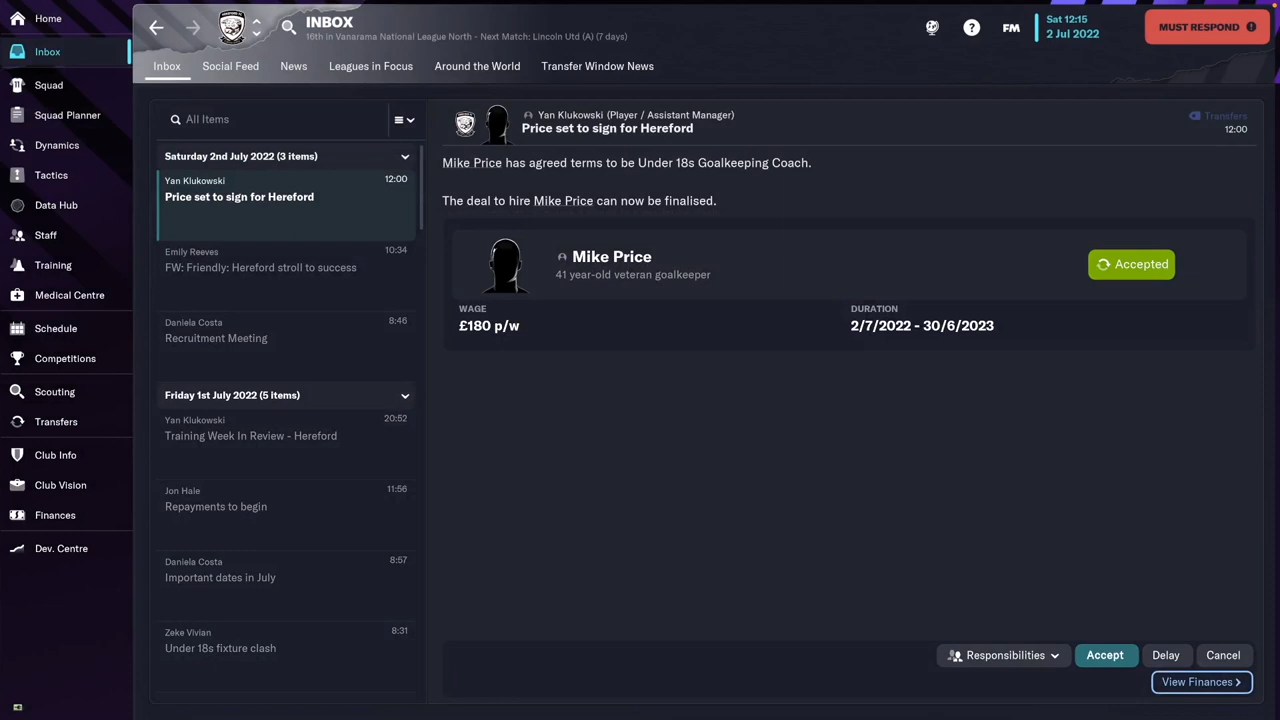 Home
Inbox
Squad
Squad Planner
Dynamics
Tactics
Data Hub
Staff
Training
Medical Centre
Schedule
Competitions
Scouting
Transfers
Club Info
Club Vision
Finances
Dev. Centre
INBOX
16th in Vanarama National League North - Next Match: Lincoln Utd (A) (7 days)
FM
Sat 12:15
2 Jul 2022
MUST RESPOND
Inbox
Social Feed
News
Leagues in Focus
Around the World
Transfer Window News
All Items
Saturday 2nd July 2022 (3 items)
Yan Klukowski 12:00
Price set to sign for Hereford
Emily Reeves 10:34
FW: Friendly: Hereford stroll to success
Daniela Costa 8:46
Recruitment Meeting
Friday 1st July 2022 (5 items)
Yan Klukowski 20:52
Training Week In Review - Hereford
Jon Hale 11:56
Repayments to begin
Daniela Costa 8:57
Important dates in July
Zeke Vivian 8:31
Under 18s fixture clash
Yan Klukowski (Player / Assistant Manager)
Price set to sign for Hereford
Transfers
12:00
Mike Price has agreed terms to be Under 18s Goalkeeping Coach.
The deal to hire Mike Price can now be finalised.
Mike Price
41 year-old veteran goalkeeper
Accepted
WAGE
£180 p/w
DURATION
2/7/2022 - 30/6/2023
Responsibilities
Accept
Delay
Cancel
View Finances